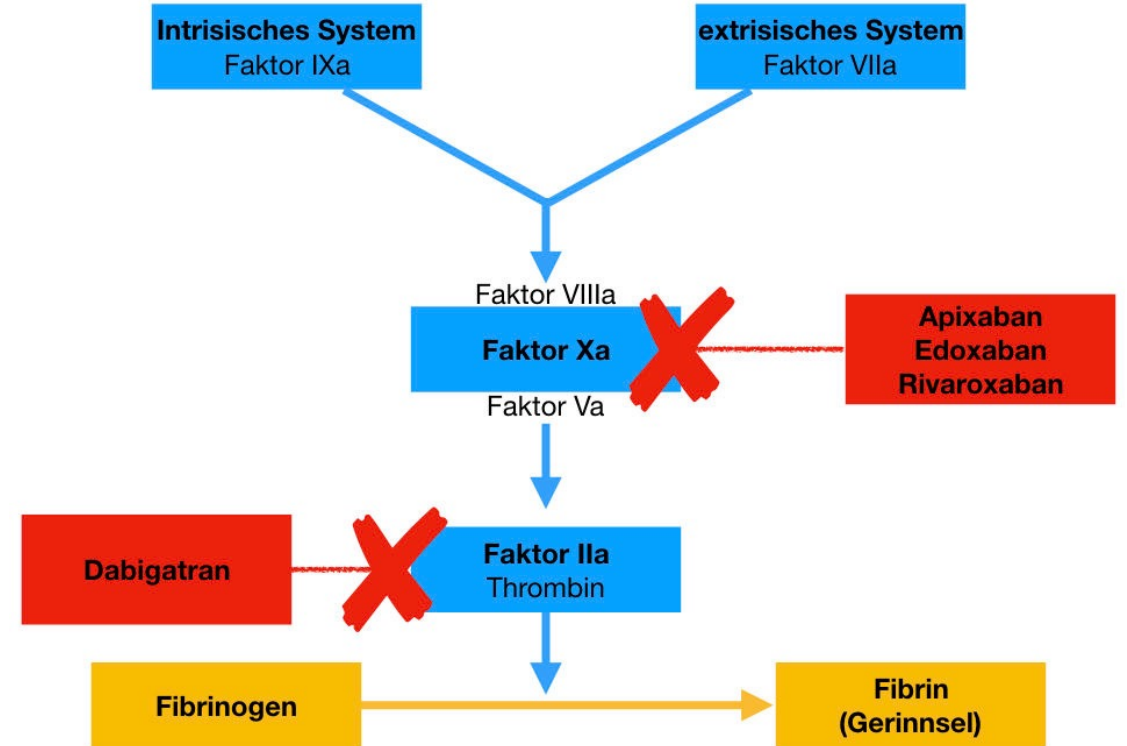 Intrisisches System
Faktor IXa
extrisisches System
Faktor VIIa
Faktor VIIIa
Faktor Xa
Apixaban
Edoxaban
Rivaroxaban
Faktor Va
Dabigatran
Faktor IIa
Thrombin
Fibrinogen
Fibrin
(Gerinnsel)